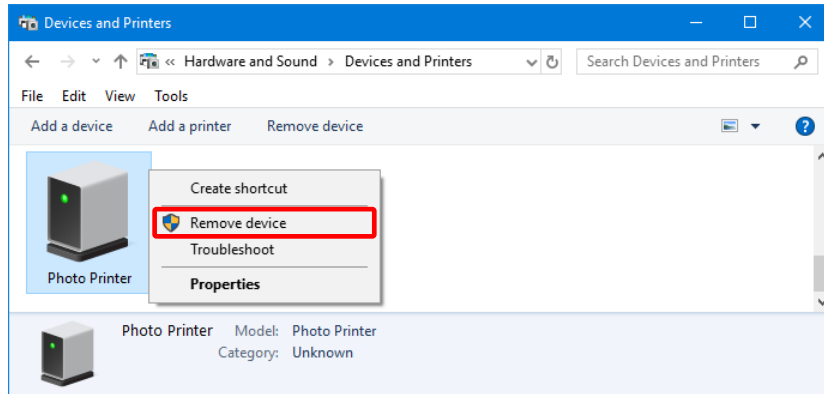 Devices and Printers
« Hardware and Sound › Devices and Printers
Search Devices and Printers
File Edit View Tools
Add a device Add a printer Remove device
?
Create shortcut
Remove device
Troubleshoot
Properties
Photo Printer
Photo Printer Model: Photo Printer
Category: Unknown